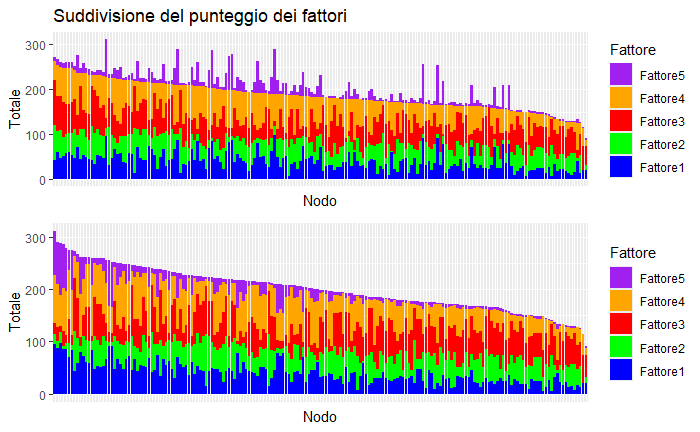 Suddivisione del punteggio dei fattori
Totale
300
200
100
0
Nodo
Fattore
Fattore5
Fattore4
Fattore3
Fattore2
Fattore1
Totale
300
200
100
0
Nodo
Fattore
Fattore5
Fattore4
Fattore3
Fattore2
Fattore1